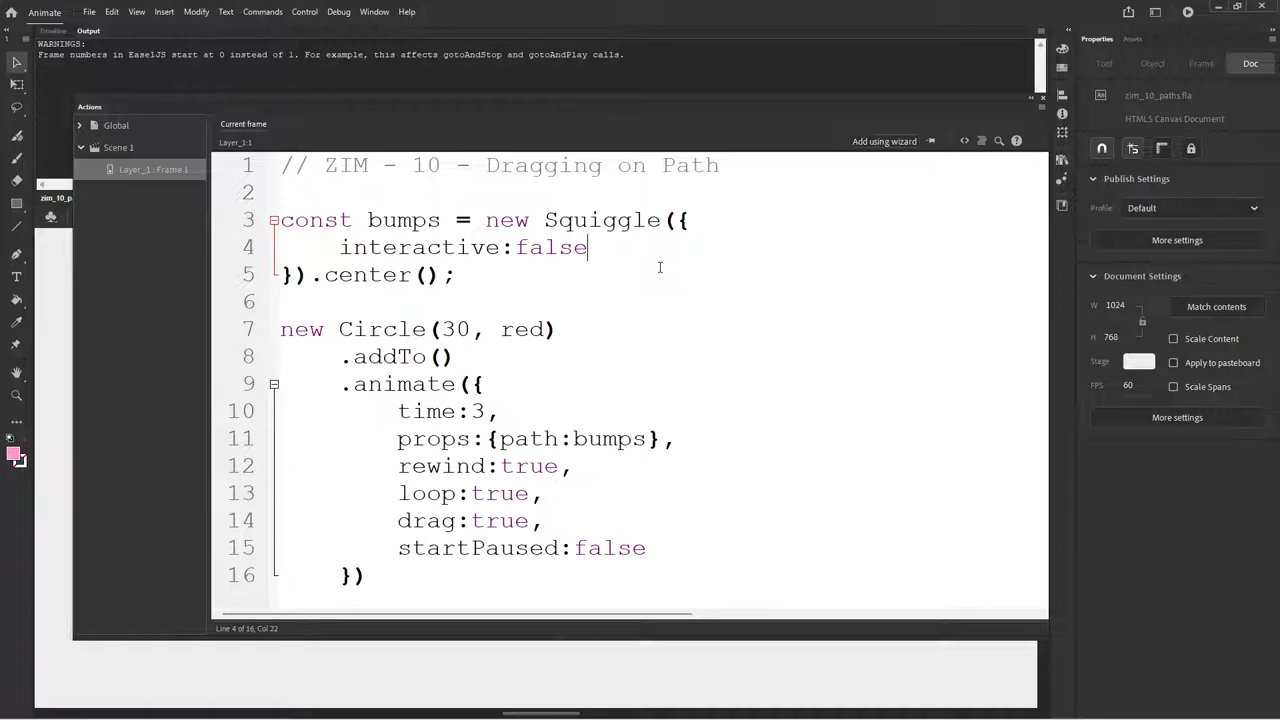 Animate File Edit View Insert Modify Text Commands Control Debug Window Help
Timeline Output
WARNINGS:
Frame numbers in EaselJS start at 0 instead of 1. For example, this affects gotoAndStop and gotoAndPlay calls.
Actions
Global
Scene 1
Layer_1 : Frame 1
zim_10_p
Current frame
Layer_1:1
Add using wizard
1 // ZIM - 10 - Dragging on Path
2
3 const bumps = new Squiggle({
4 interactive:false
5 }).center();
6
7 new Circle(30, red)
8 .addTo()
9 .animate({
10 time:3,
11 props:{path:bumps},
12 rewind:true,
13 loop:true,
14 drag:true,
15 startPaused:false
16 })
Line 4 of 16, Col 22
Properties Assets
Tool Object Frame Doc
An zim_10_paths.fla
HTML5 Canvas Document
Publish Settings
Profile Default
More settings
Document Settings
W 1024 Match contents
H 768 Scale Content
Stage Apply to pasteboard
FPS 60 Scale Spans
More settings